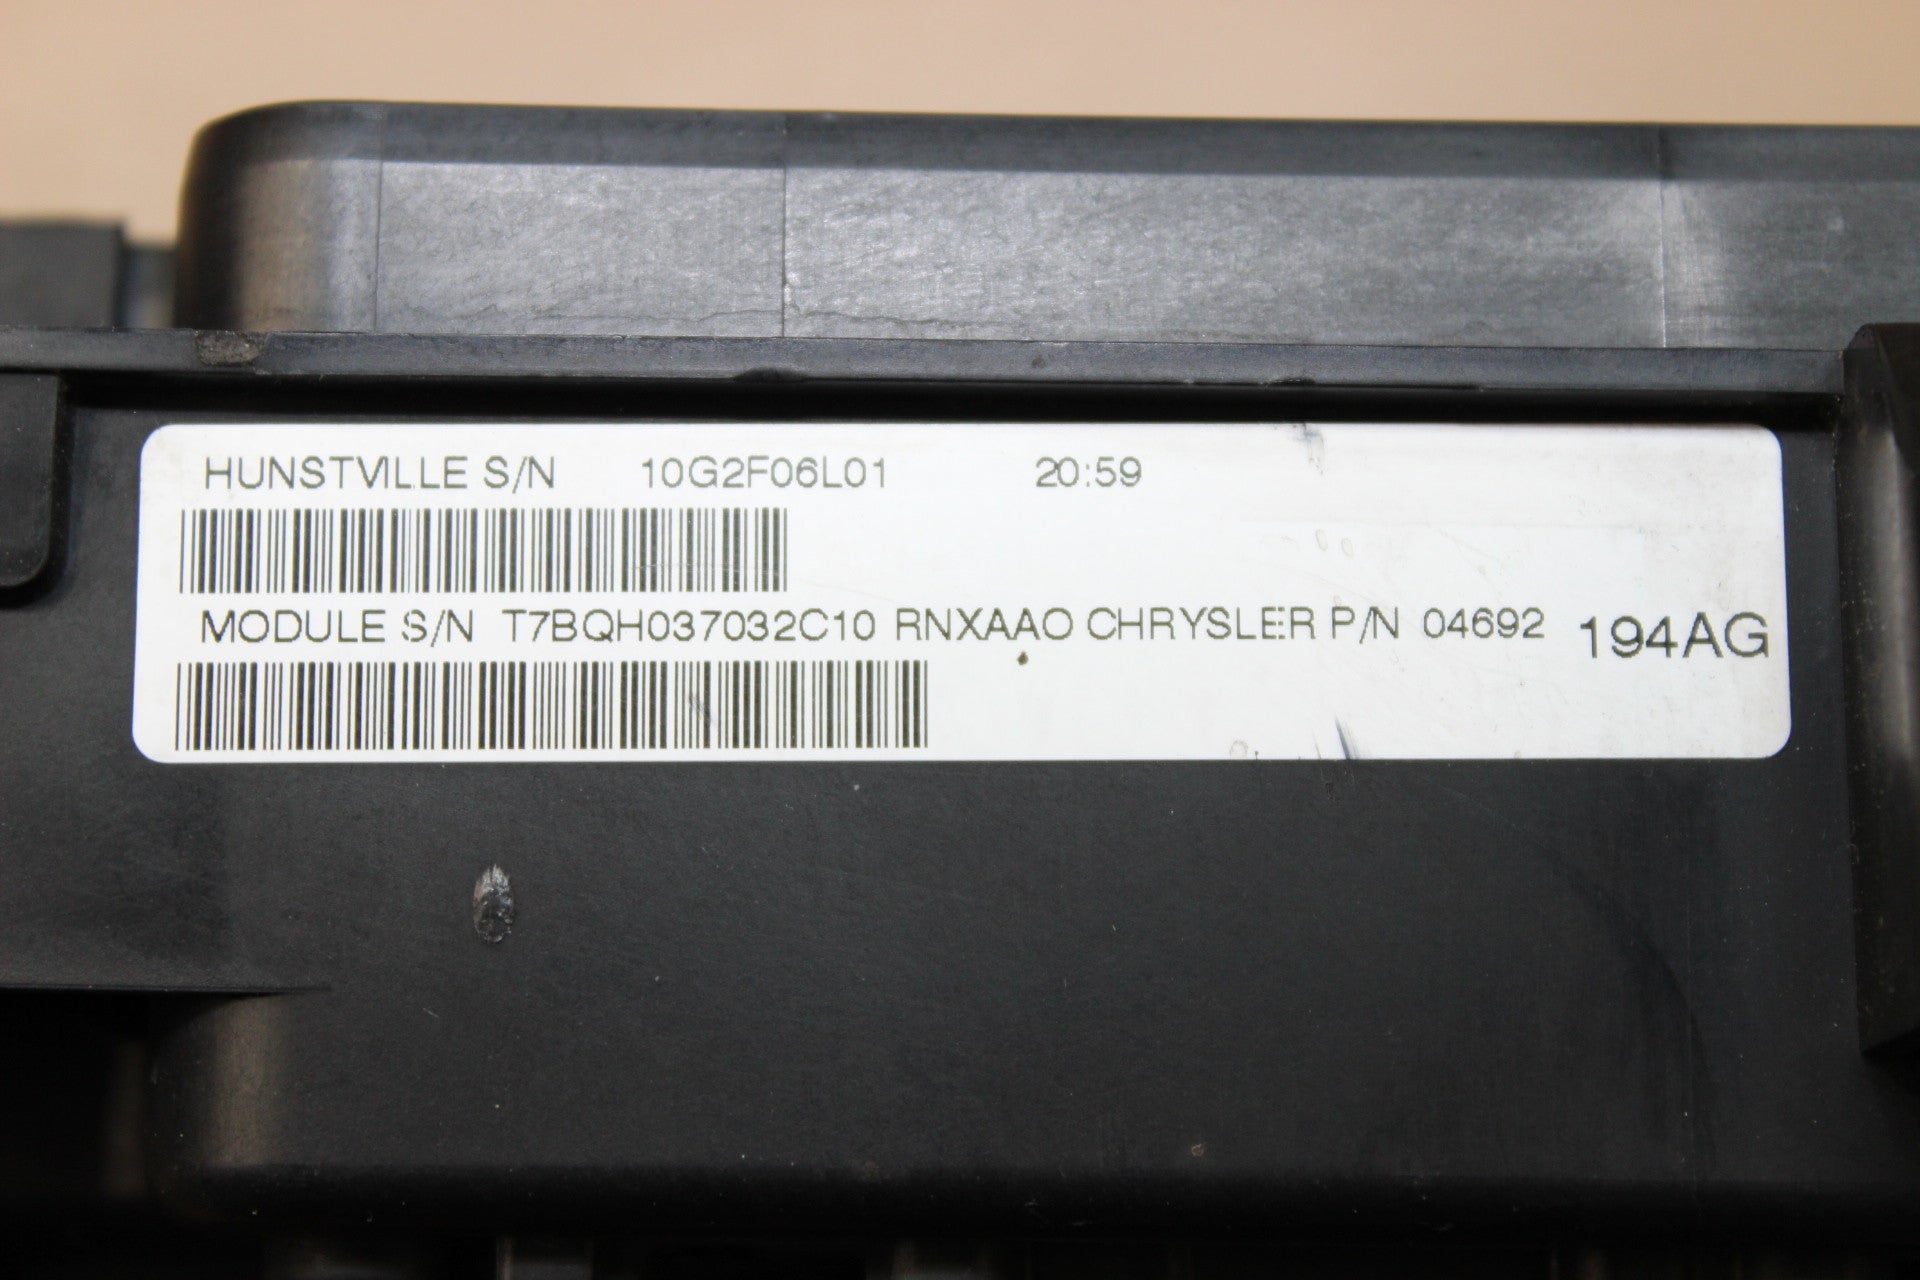 HUNSTVILLE S/N 10G2F06L01 20:59
MODULE S/N T7BQH037032C10 RNXAAO CHRYSLER P/N 04692 194AG